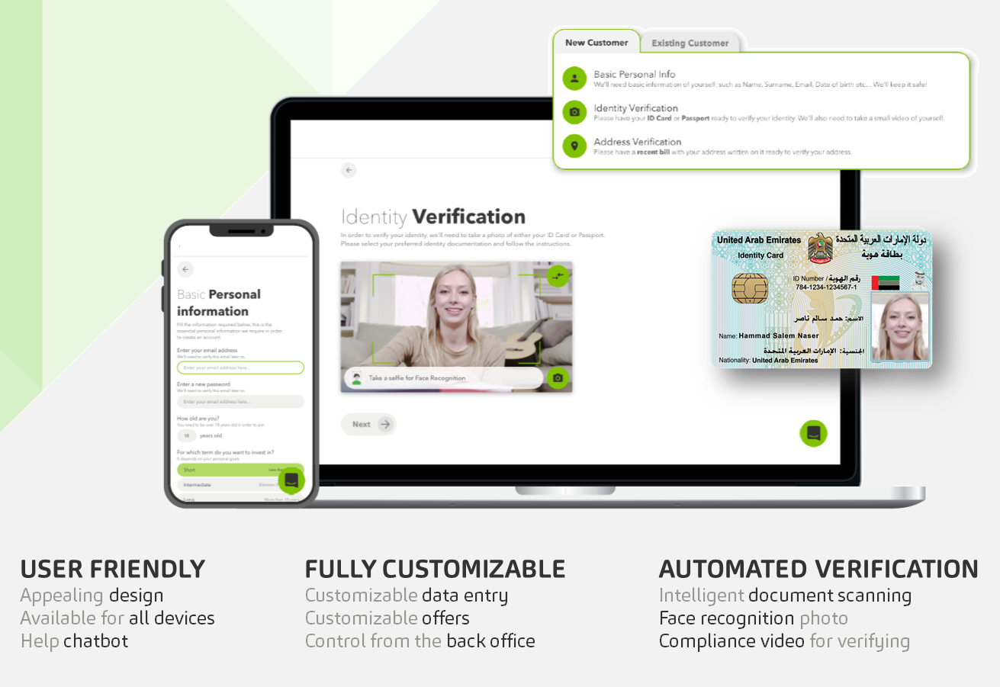 New Customer
Existing Customer
Basic Personal Info
We'll need basic information of yourself, such as Name, Surname, Email, Date of birth etc... We'll keep it safe!
Identity Verification
Please have your ID Card or Passport ready to verify your identity. We'll also need to take a small video of yourself.
Address Verification
Please have a recent bill with your address written on it ready to verify your address.
Identity Verification
In order to verify your identity, we'll need to take a photo of either your ID Card or Passport.
Please select your preferred identity documentation and follow the instructions.
Take a selfie for Face Recognition
Next
United Arab Emirates
دولة الإمارات العربية المتحدة
Identity Card
بطاقة هوية
ID Number / رقم الهوية
784-1234-1234567-1
الاسم: حمد سالم ناصر
Name: Hammad Salem Naser
الجنسية: الإمارات العربية المتحدة
Nationality: United Arab Emirates
Basic Personal
information
Fill the information required below, this is the
essential personal information we require in order
to create an account.
Enter your email address
We'll need to verify this email later on.
Enter your email address here...
Enter a new password
We'll need to verify this email later on.
Enter your email address here...
How old are you?
You need to be over 18 years old in order to join.
18 years old
For which term do you want to invest in?
It depends on your personal goals.
Short
Less
Intermediate
Between
More than 10 years
USER FRIENDLY
Appealing design
Available for all devices
Help chatbot
FULLY CUSTOMIZABLE
Customizable data entry
Customizable offers
Control from the back office
AUTOMATED VERIFICATION
Intelligent document scanning
Face recognition photo
Compliance video for verifying